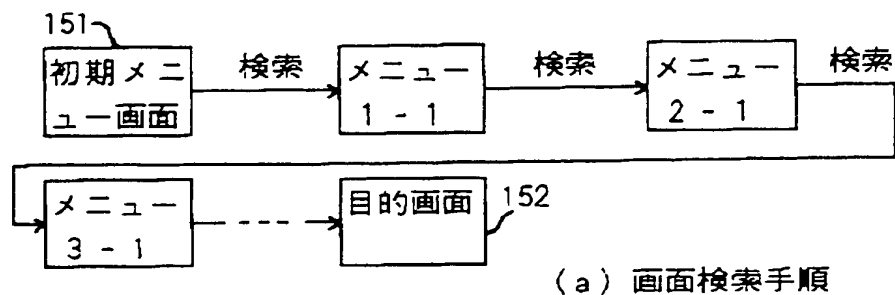 151
初期メニ
ュー画面
検索
メニュー
1-1
検索
メニュー
2-1
検索
メニュー
3-1
目的画面
152
(a) 画面検索手順